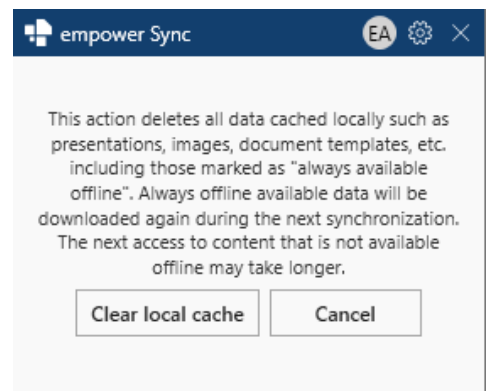 empower Sync
EA
This action deletes all data cached locally such as
presentations, images, document templates, etc.
including those marked as "always available
offline". Always offline available data will be
downloaded again during the next synchronization.
The next access to content that is not available
offline may take longer.
Clear local cache
Cancel